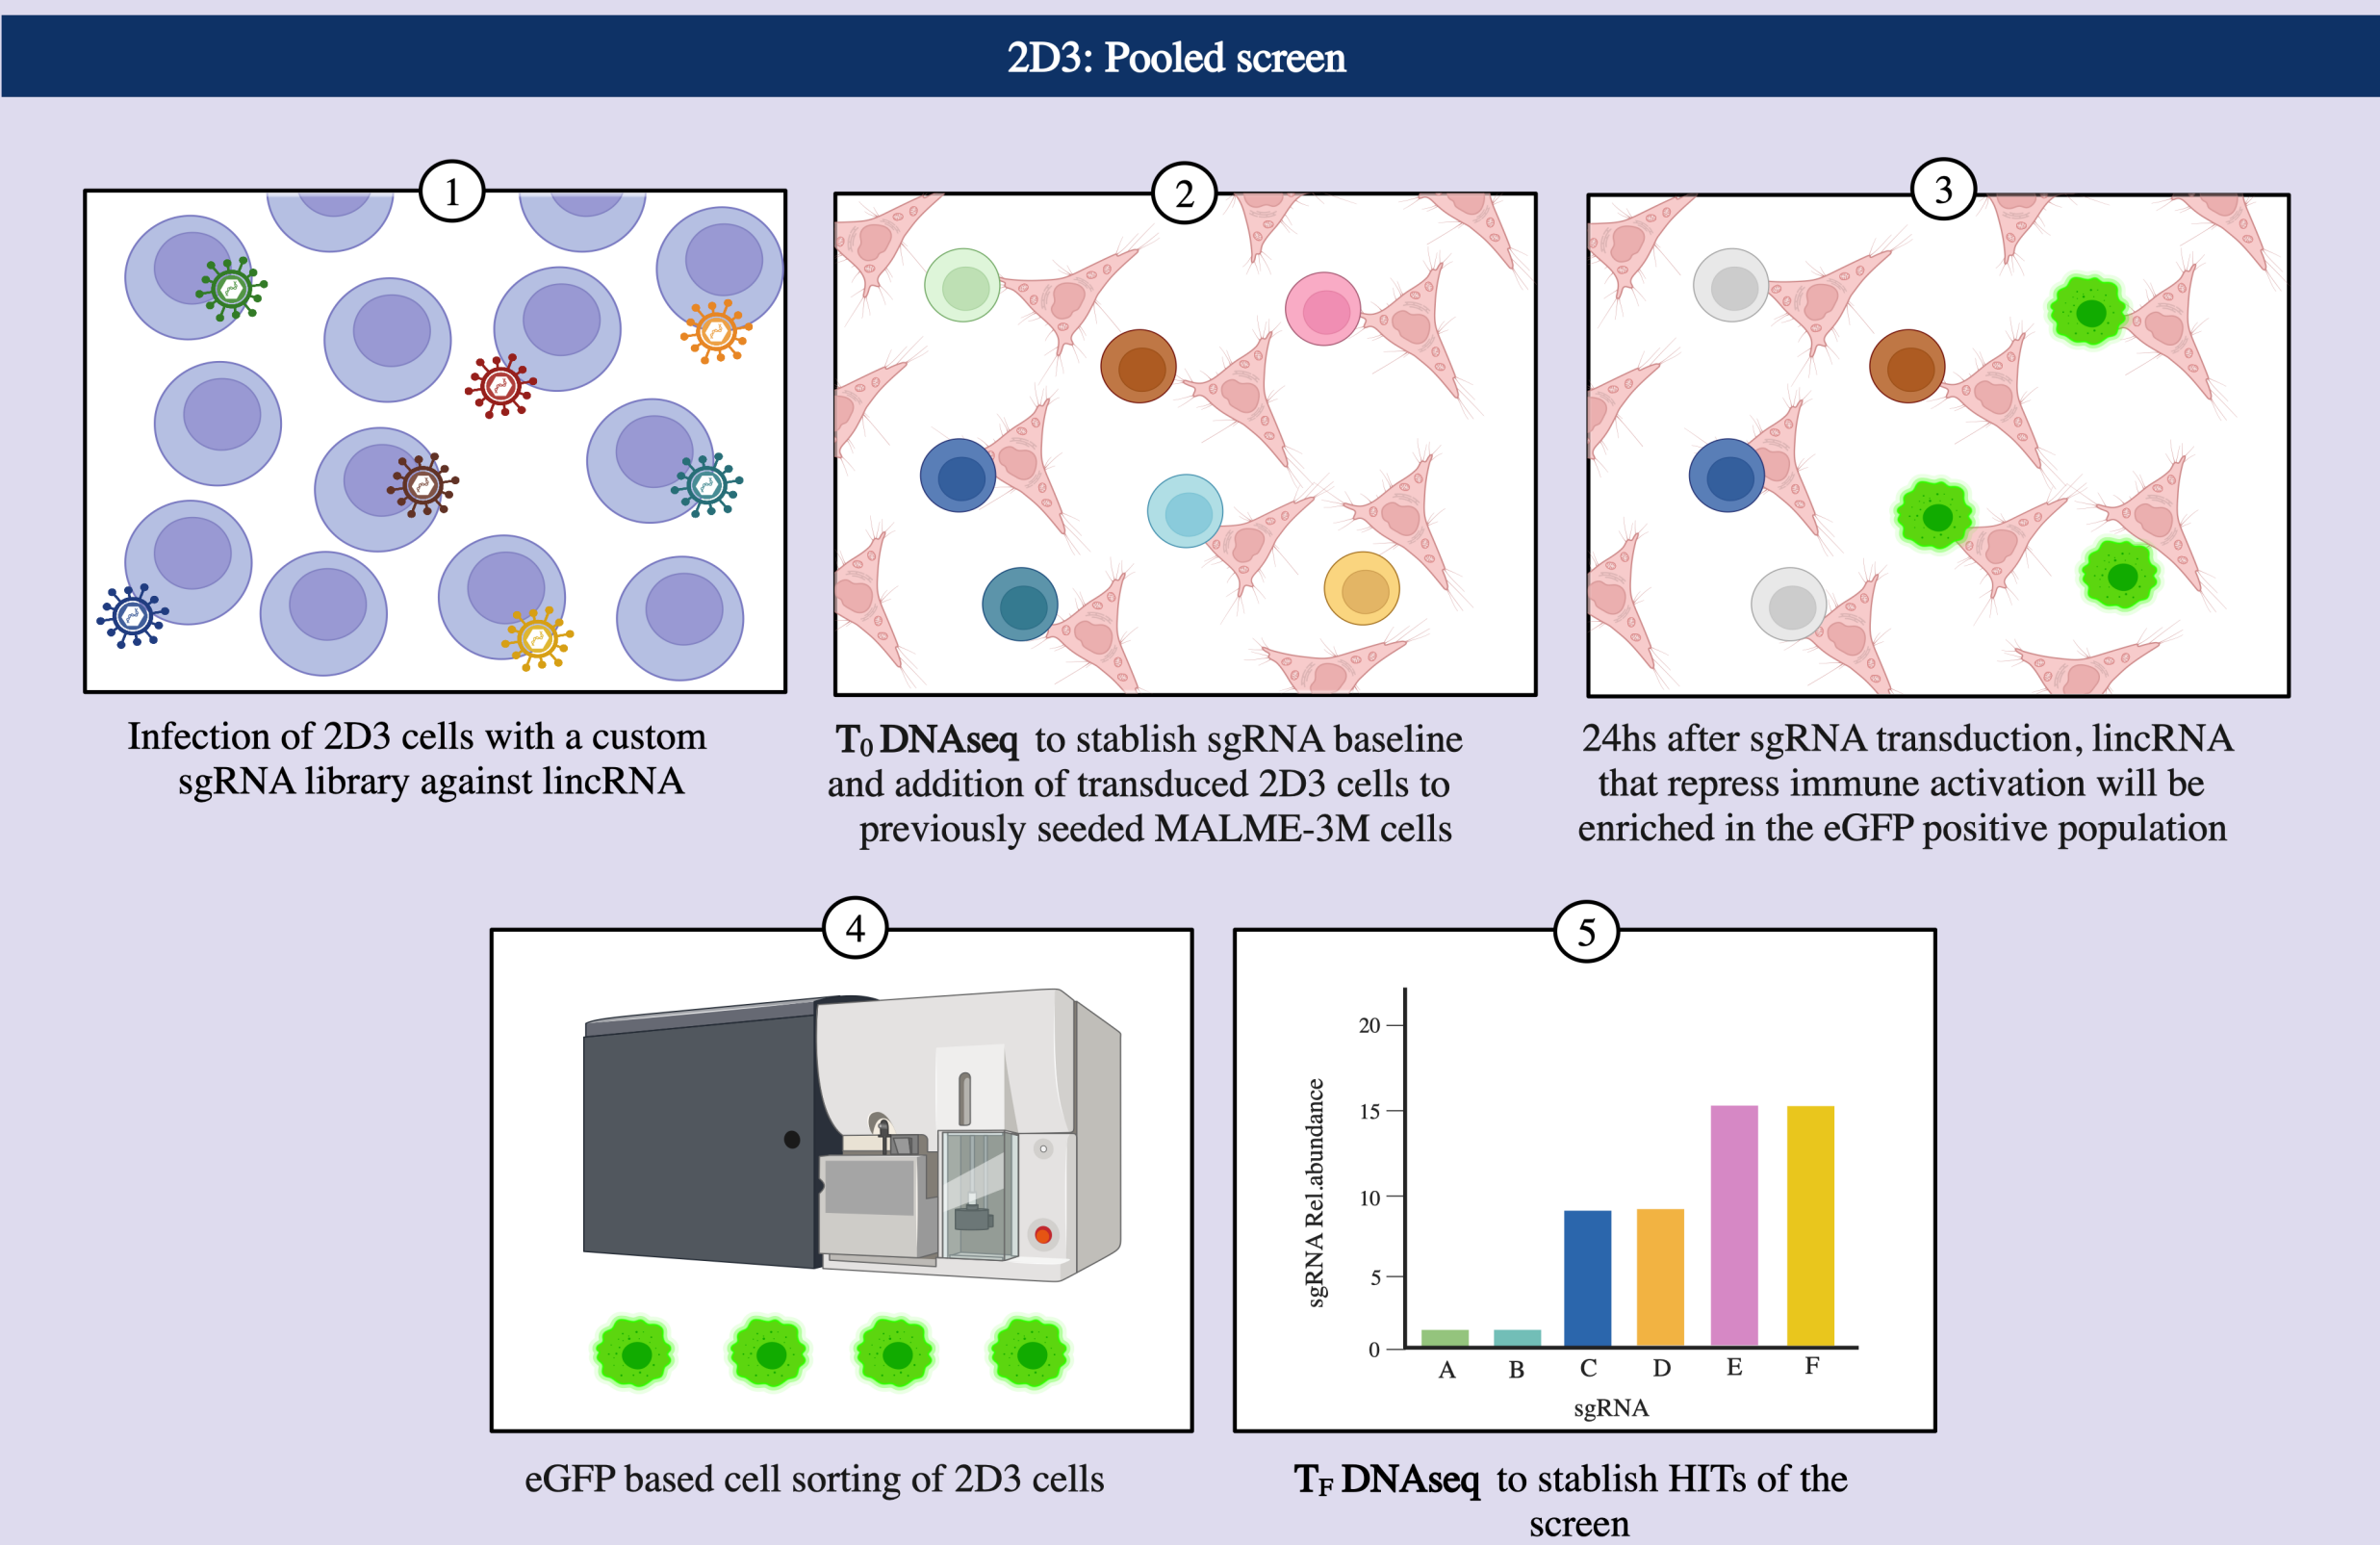 2D3: Pooled screen
1
2
3
Infection of 2D3 cells with a custom
sgRNA library against lincRNA
T0 DNAseq to stablish sgRNA baseline
and addition of transduced 2D3 cells to
previously seeded MALME-3M cells
24hs after sgRNA transduction, lincRNA
that repress immune activation will be
enriched in the eGFP positive population
4
5
eGFP based cell sorting of 2D3 cells
20
15
10
5
0
sgRNA Rel.abundance
A B C D E F
sgRNA
TF DNAseq to stablish HITs of the
screen